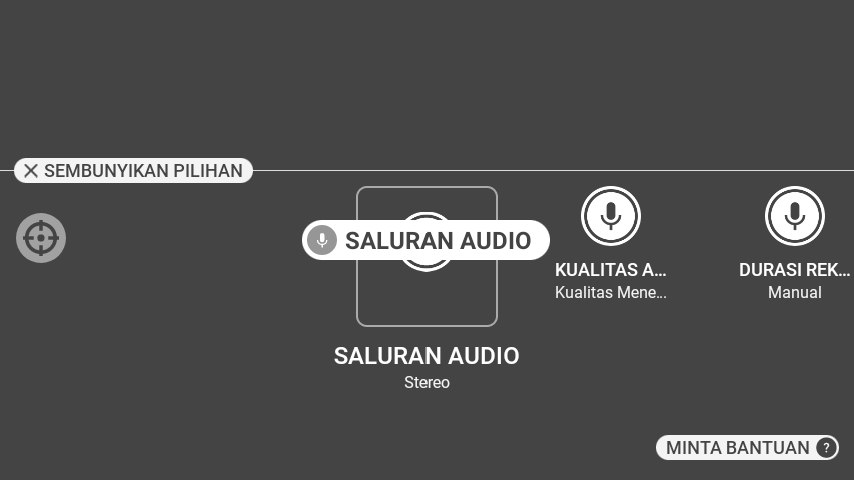 SEMBUNYIKAN PILIHAN
SALURAN AUDIO
KUALITAS A...
Kualitas Mene...
DURASI REK...
Manual
SALURAN AUDIO
Stereo
MINTA BANTUAN ?